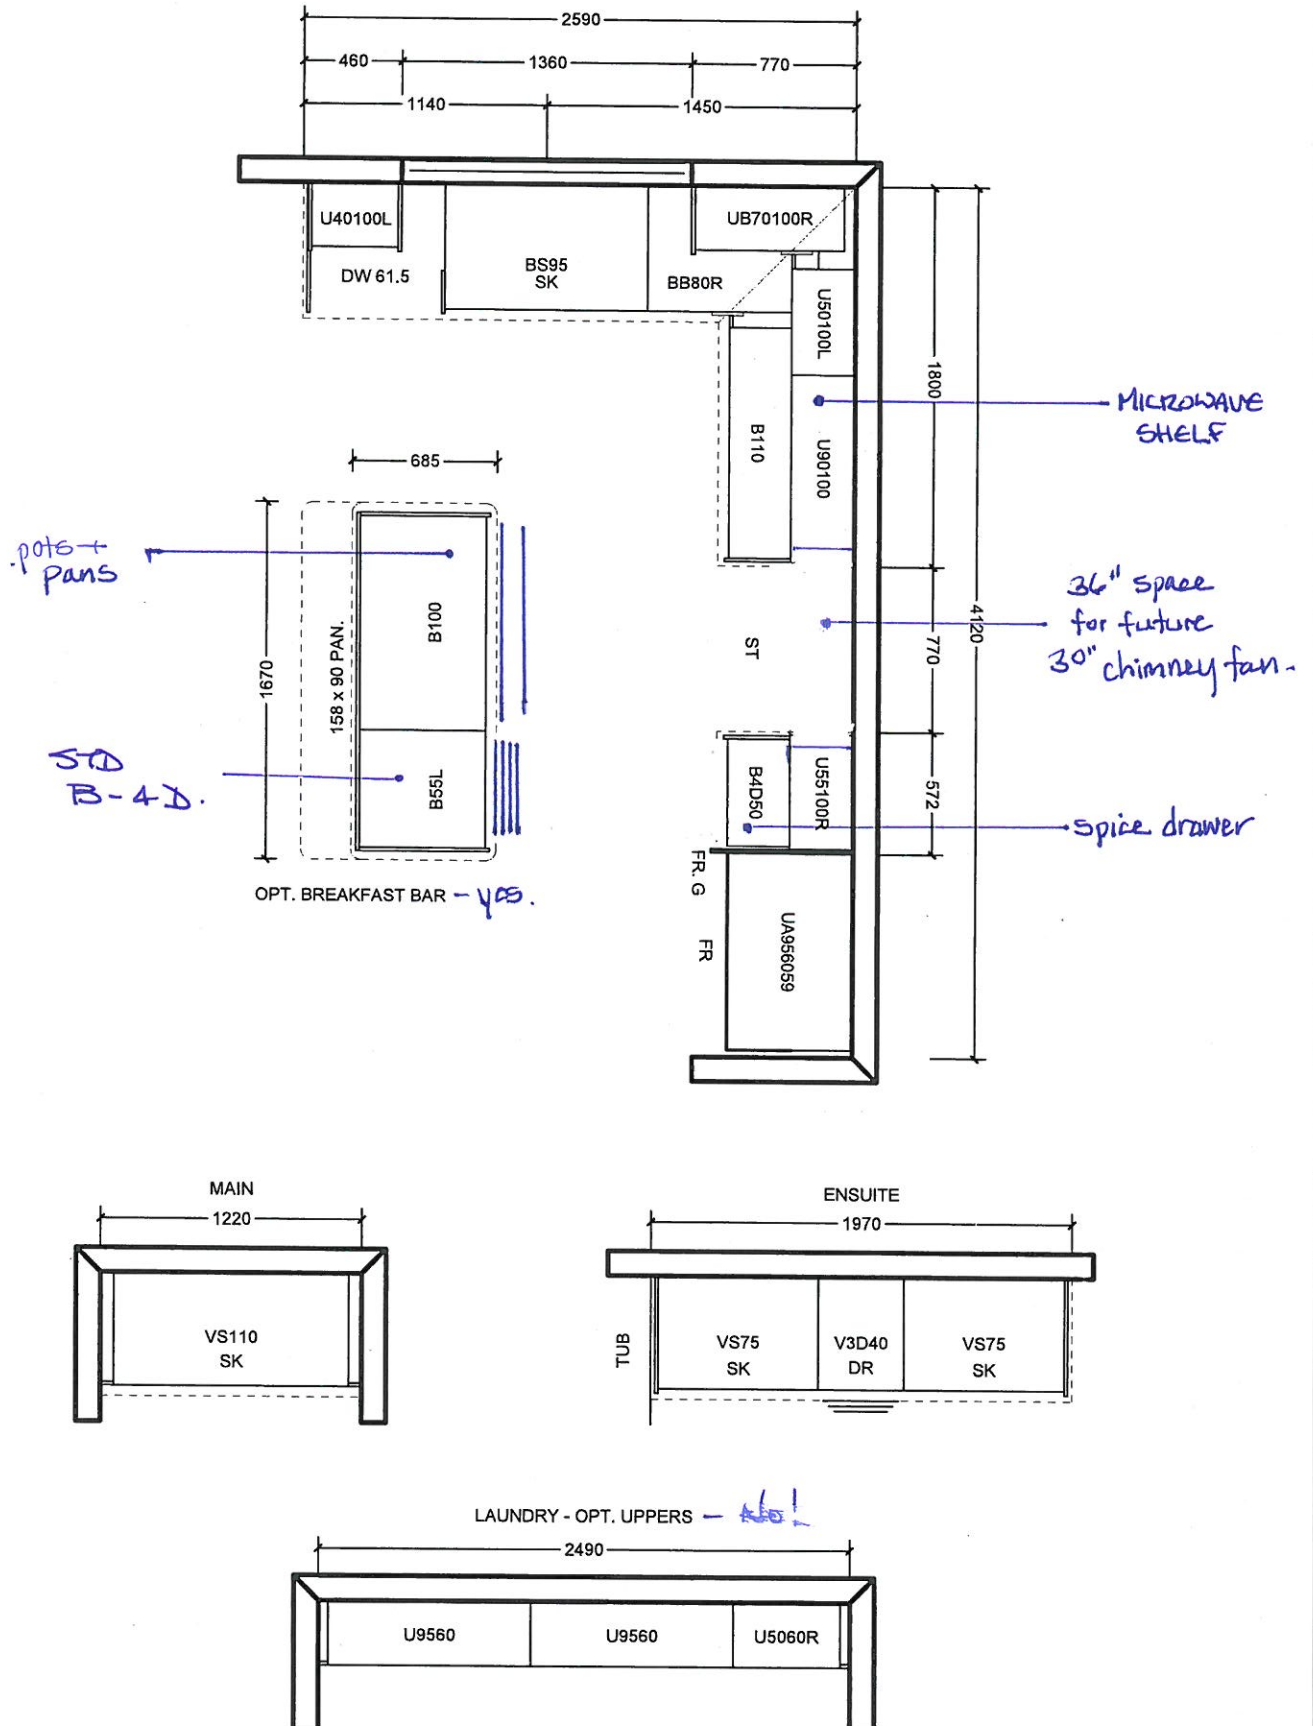 2590
460
1360
770
1140
1450
U40100L
UB70100R
DW 61.5
BS95
SK
BB80R
U50100L
1800
MICROWAVE
SHELF
B110
U90100
685
pots +
pans
B100
158 x 90 PAN.
1670
36" space
for future
30" chimney fan.
4120
770
ST
STD
B-4D.
B55L
B4D50
U55100R
572
spice drawer
FR. G
FR
UA956059
OPT. BREAKFAST BAR - yes.
MAIN
1220
VS110
SK
ENSUITE
1970
TUB
VS75
SK
V3D40
DR
VS75
SK
LAUNDRY - OPT. UPPERS - No!
2490
U9560
U9560
U5060R